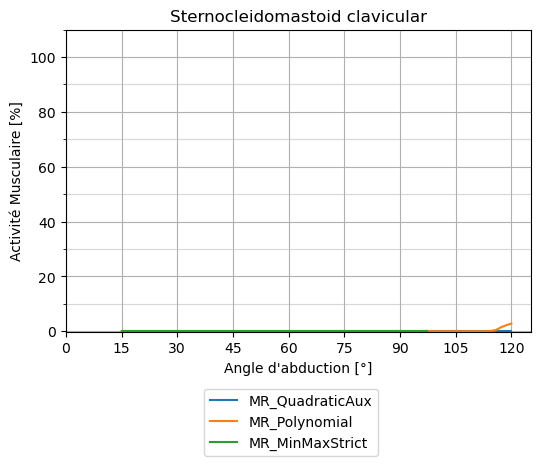 Sternocleidomastoid clavicular
100
80
60
40
20
0
Activité Musculaire [%]
0 15 30 45 60 75 90 105 120
Angle d'abduction [°]
MR_QuadraticAux
MR_Polynomial
MR_MinMaxStrict